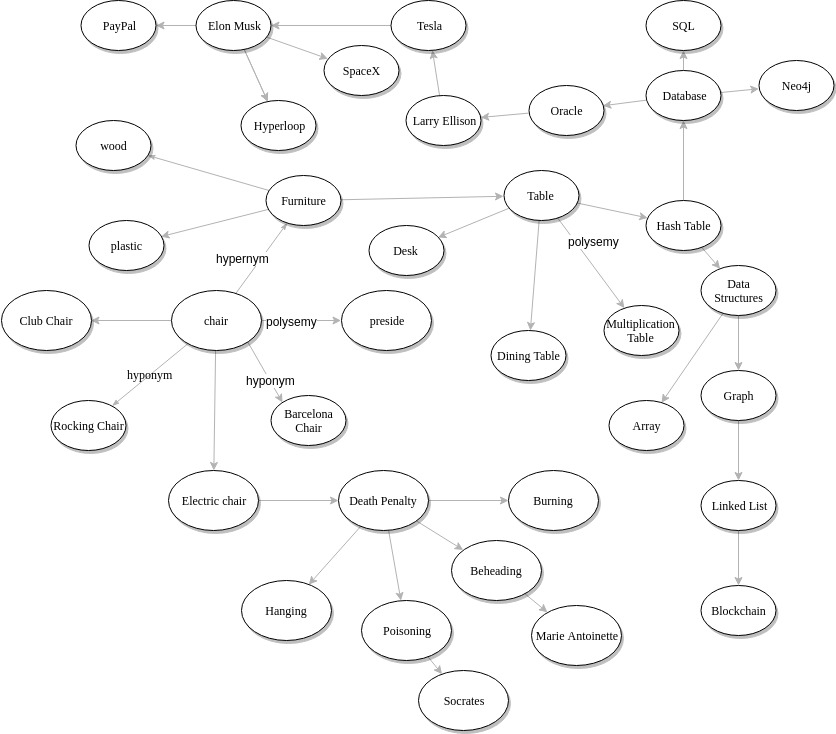 PayPal
Elon Musk
Tesla
SQL
SpaceX
Neo4j
Database
Oracle
Larry Ellison
Hyperloop
wood
Furniture
Table
Hash Table
plastic
Desk
polysemy
hypernym
Data
Structures
Club Chair
chair
polysemy
preside
Multiplication
Table
Dining Table
hyponym
hyponym
Graph
Rocking Chair
Barcelona
Chair
Array
Electric chair
Death Penalty
Burning
Linked List
Beheading
Hanging
Poisoning
Marie Antoinette
Blockchain
Socrates